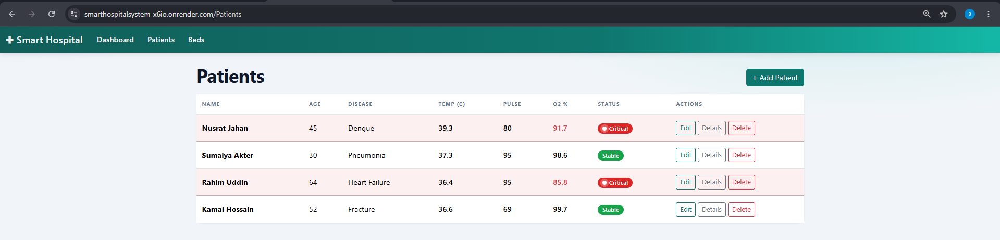 smarthospitalsystem-x6io.onrender.com/Patients
s
Smart Hospital Dashboard Patients Beds
Patients
+ Add Patient
NAME AGE DISEASE TEMP (C) PULSE O2 % STATUS ACTIONS
Nusrat Jahan 45 Dengue 39.3 80 91.7 Critical Edit Details Delete
Sumaiya Akter 30 Pneumonia 37.3 95 98.6 Stable Edit Details Delete
Rahim Uddin 64 Heart Failure 36.4 95 85.8 Critical Edit Details Delete
Kamal Hossain 52 Fracture 36.6 69 99.7 Stable Edit Details Delete